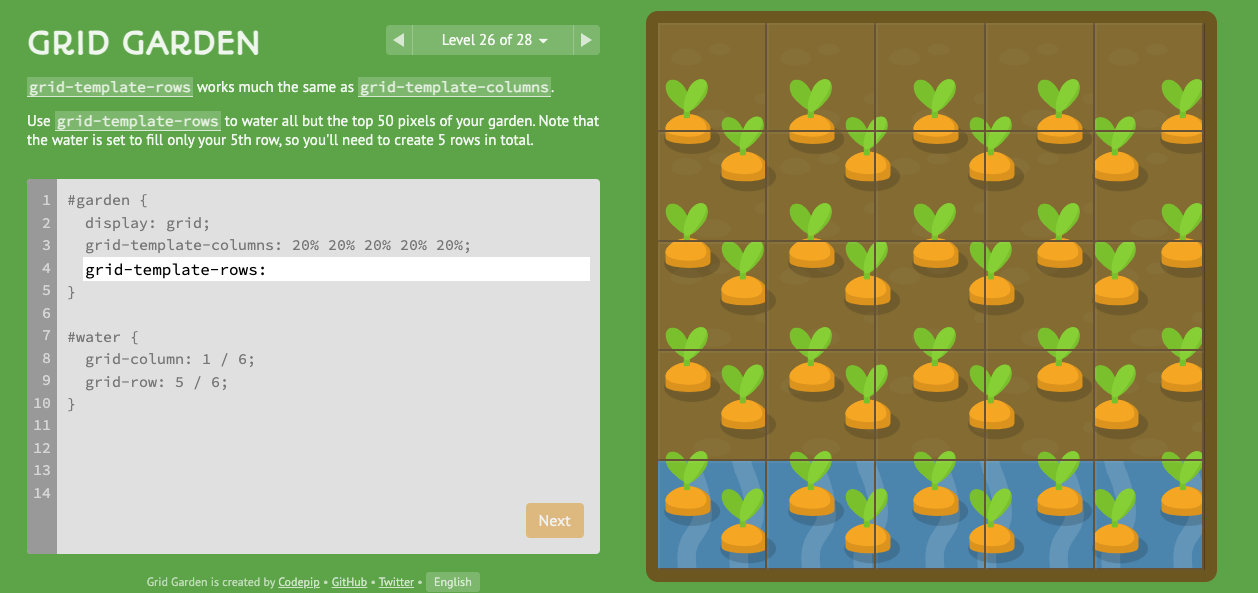 GRID GARDEN
Level 26 of 28
grid-template-rows works much the same as grid-template-columns.
Use grid-template-rows to water all but the top 50 pixels of your garden. Note that
the water is set to fill only your 5th row, so you'll need to create 5 rows in total.
1 #garden {
2 display: grid;
3 grid-template-columns: 20% 20% 20% 20% 20%;
4 grid-template-rows:
5 }
6
7 #water {
8 grid-column: 1 / 6;
9 grid-row: 5 / 6;
10 }
11
12
13
14
Next
Grid Garden is created by Codepip • GitHub • Twitter • English